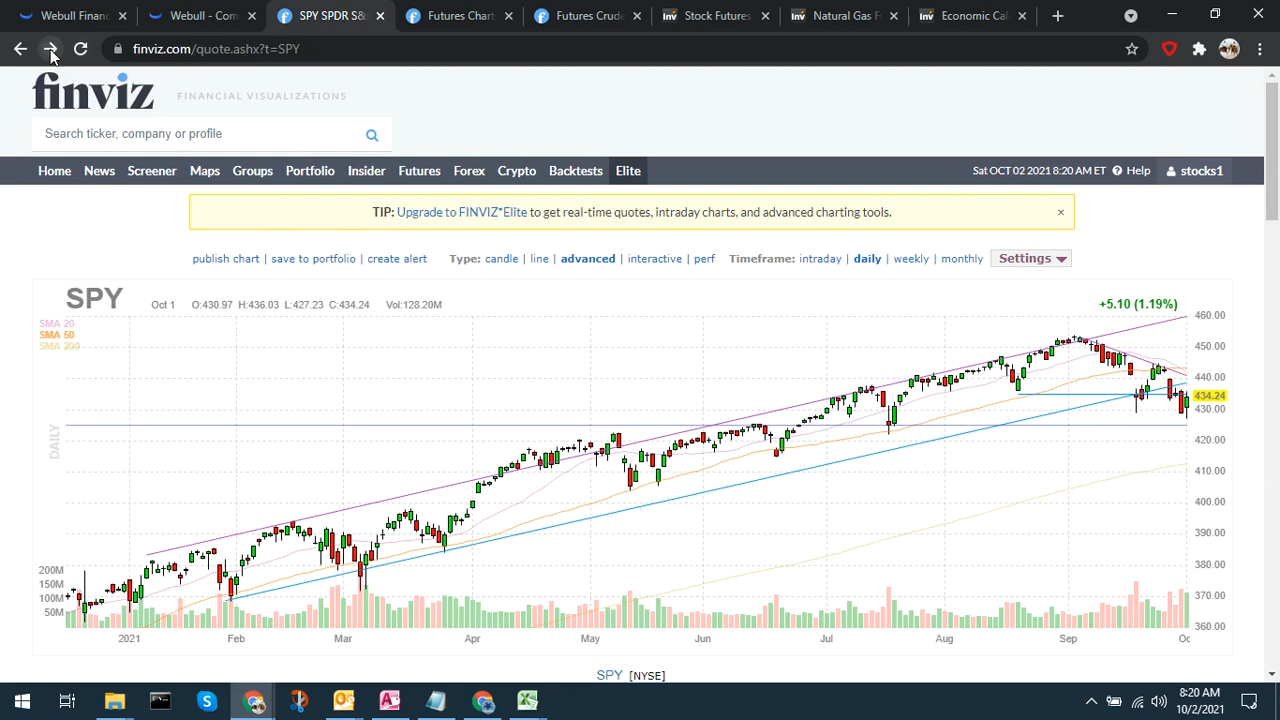 Webull Financ
Webull - Com
SPY SPDR S&
Futures Chart
Futures Crude
Stock Futures
Natural Gas F
Economic Cal
finviz.com/quote.ashx?t=SPY
finviz
FINANCIAL VISUALIZATIONS
Search ticker, company or profile
Home News Screener Maps Groups Portfolio Insider Futures Forex Crypto Backtests Elite Sat OCT 02 2021 8:20 AM ET Help stocks1
TIP: Upgrade to FINVIZ*Elite to get real-time quotes, intraday charts, and advanced charting tools. ×
publish chart | save to portfolio | create alert Type: candle | line | advanced | interactive | perf Timeframe: intraday | daily | weekly | monthly Settings
SPY Oct 1 O:430.97 H:436.03 L:427.23 C:434.24 Vol:128.20M +5.10 (1.19%)
SMA 20
SMA 50
SMA 200
DAILY
460.00
450.00
440.00
434.24
430.00
420.00
410.00
400.00
390.00
380.00
370.00
360.00
200M
150M
100M
50M
2021 Feb Mar Apr May Jun Jul Aug Sep Oc
SPY [NYSE]
8:20 AM
10/2/2021